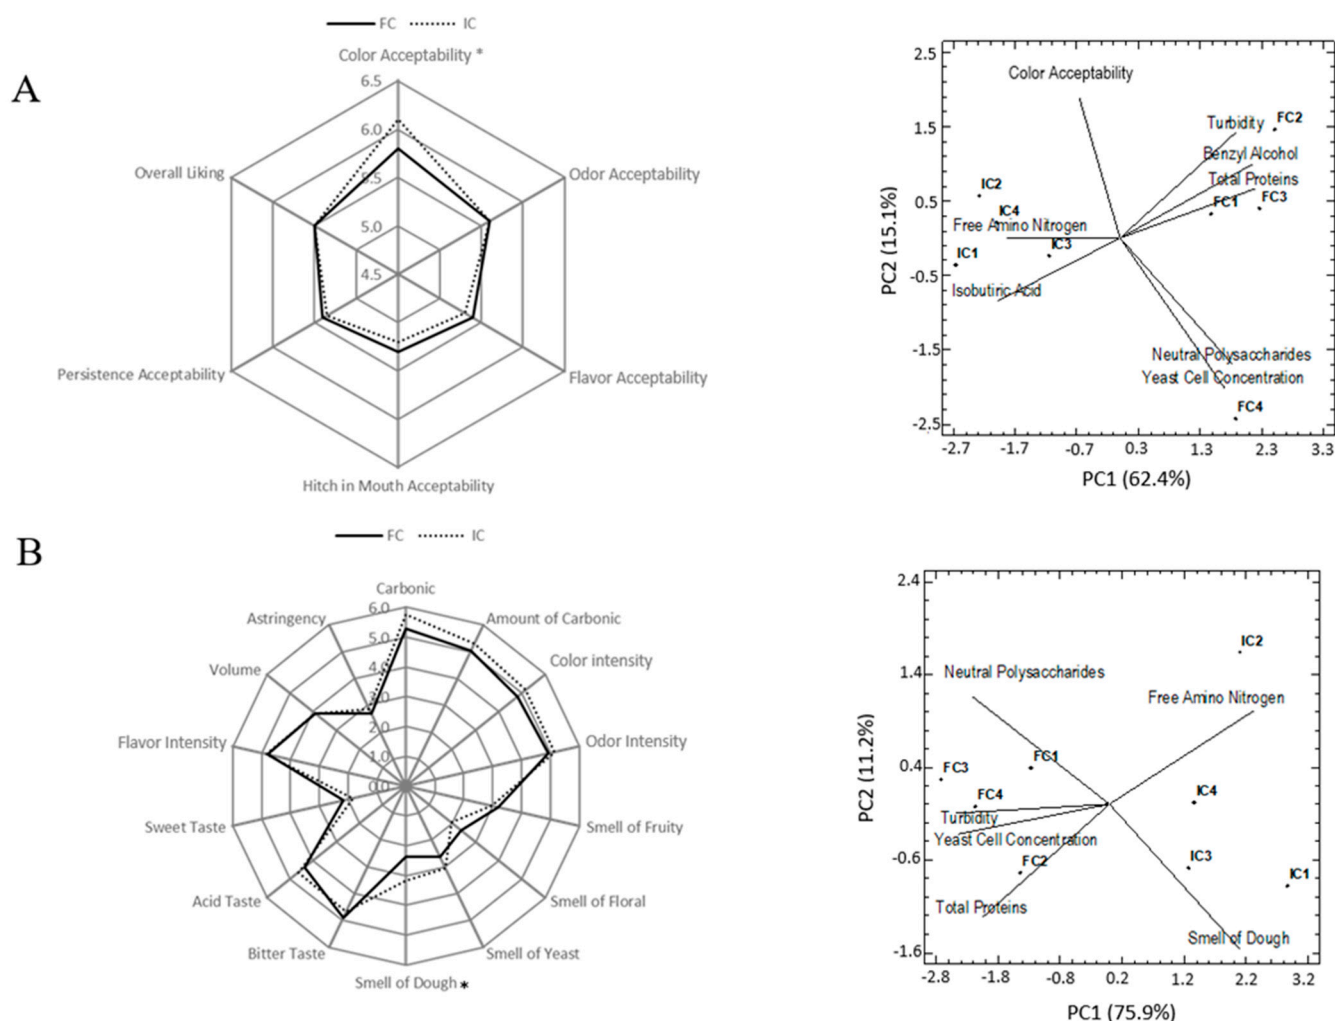 FC IC
A
Color Acceptability *
6.5
6.0
5.5
5.0
4.5
Overall Liking
Odor Acceptability
Persistence Acceptability
Flavor Acceptability
Hitch in Mouth Acceptability
2.5
1.5
0.5
-0.5
-1.5
-2.5
PC2 (15.1%)
Color Acceptability
Turbidity
FC2
Benzyl Alcohol
Total Proteins
IC2
FC3
FC1
IC4
Free Amino Nitrogen
IC3
IC1
Isobutiric Acid
Neutral Polysaccharides
Yeast Cell Concentration
FC4
-2.7 -1.7 -0.7 0.3 1.3 2.3 3.3
PC1 (62.4%)
B
FC IC
Carbonic
6.0
5.0
4.0
3.0
2.0
1.0
0.0
Astringency
Amount of Carbonic
Volume
Color intensity
Flavor Intensity
Odor Intensity
Sweet Taste
Smell of Fruity
Acid Taste
Smell of Floral
Bitter Taste
Smell of Yeast
Smell of Dough *
2.4
1.4
0.4
-0.6
-1.6
PC2 (11.2%)
IC2
Neutral Polysaccharides
Free Amino Nitrogen
FC1
FC3
FC4
IC4
Turbidity
Yeast Cell Concentration
FC2
IC3
IC1
Total Proteins
Smell of Dough
-2.8 -1.8 -0.8 0.2 1.2 2.2 3.2
PC1 (75.9%)